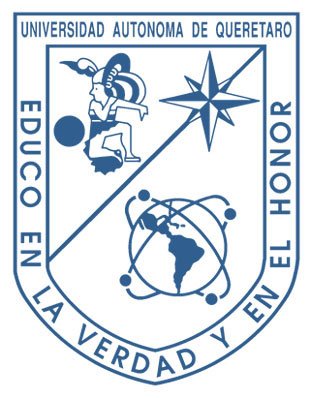 UNIVERSIDAD AUTONOMA DE QUERETARO
EDUCO EN LA VERDAD Y EN EL HONOR